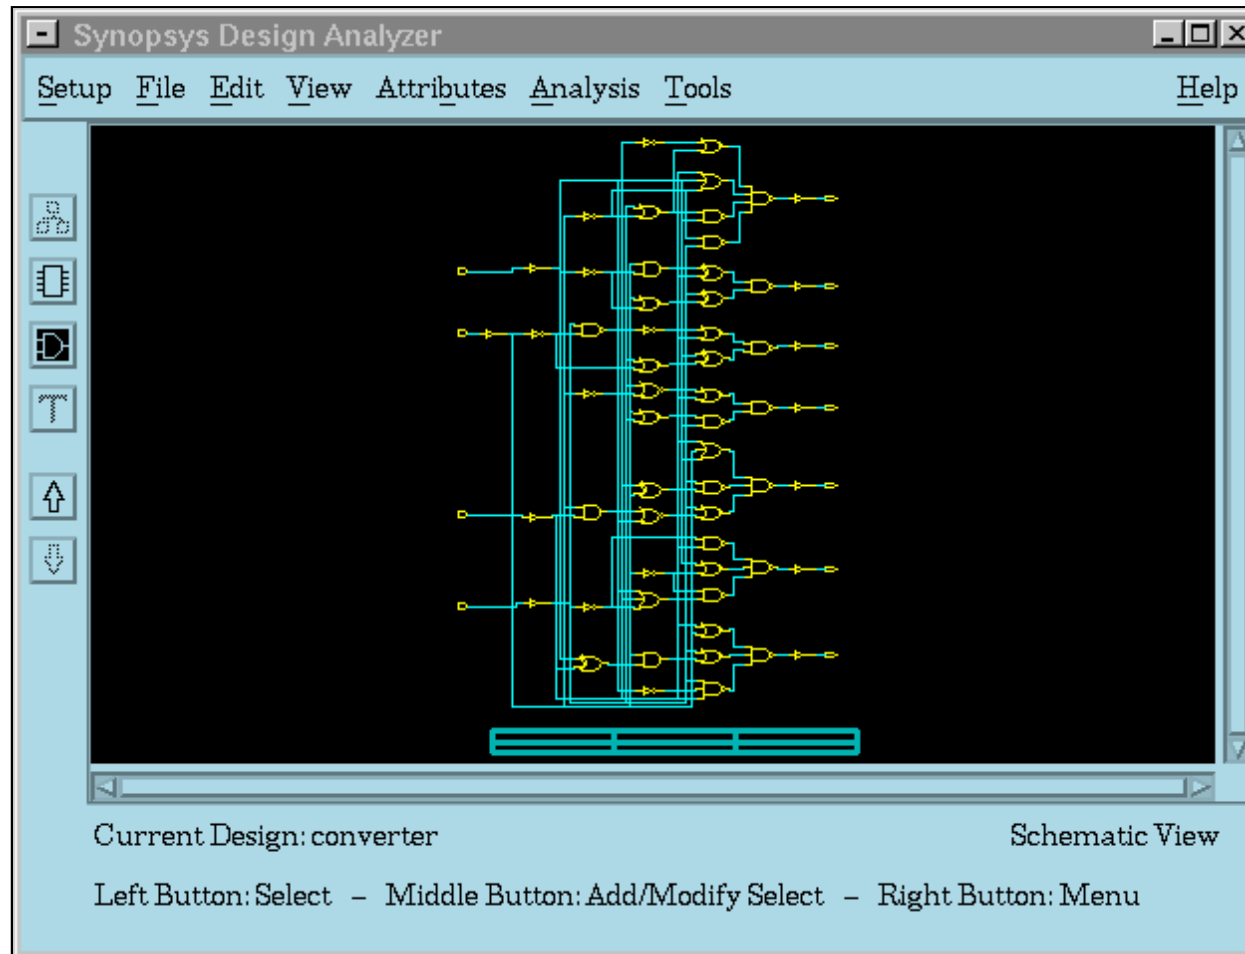 Synopsys Design Analyzer
Setup File Edit View Attributes Analysis Tools Help
Current Design: converter Schematic View
Left Button: Select – Middle Button: Add/Modify Select – Right Button: Menu